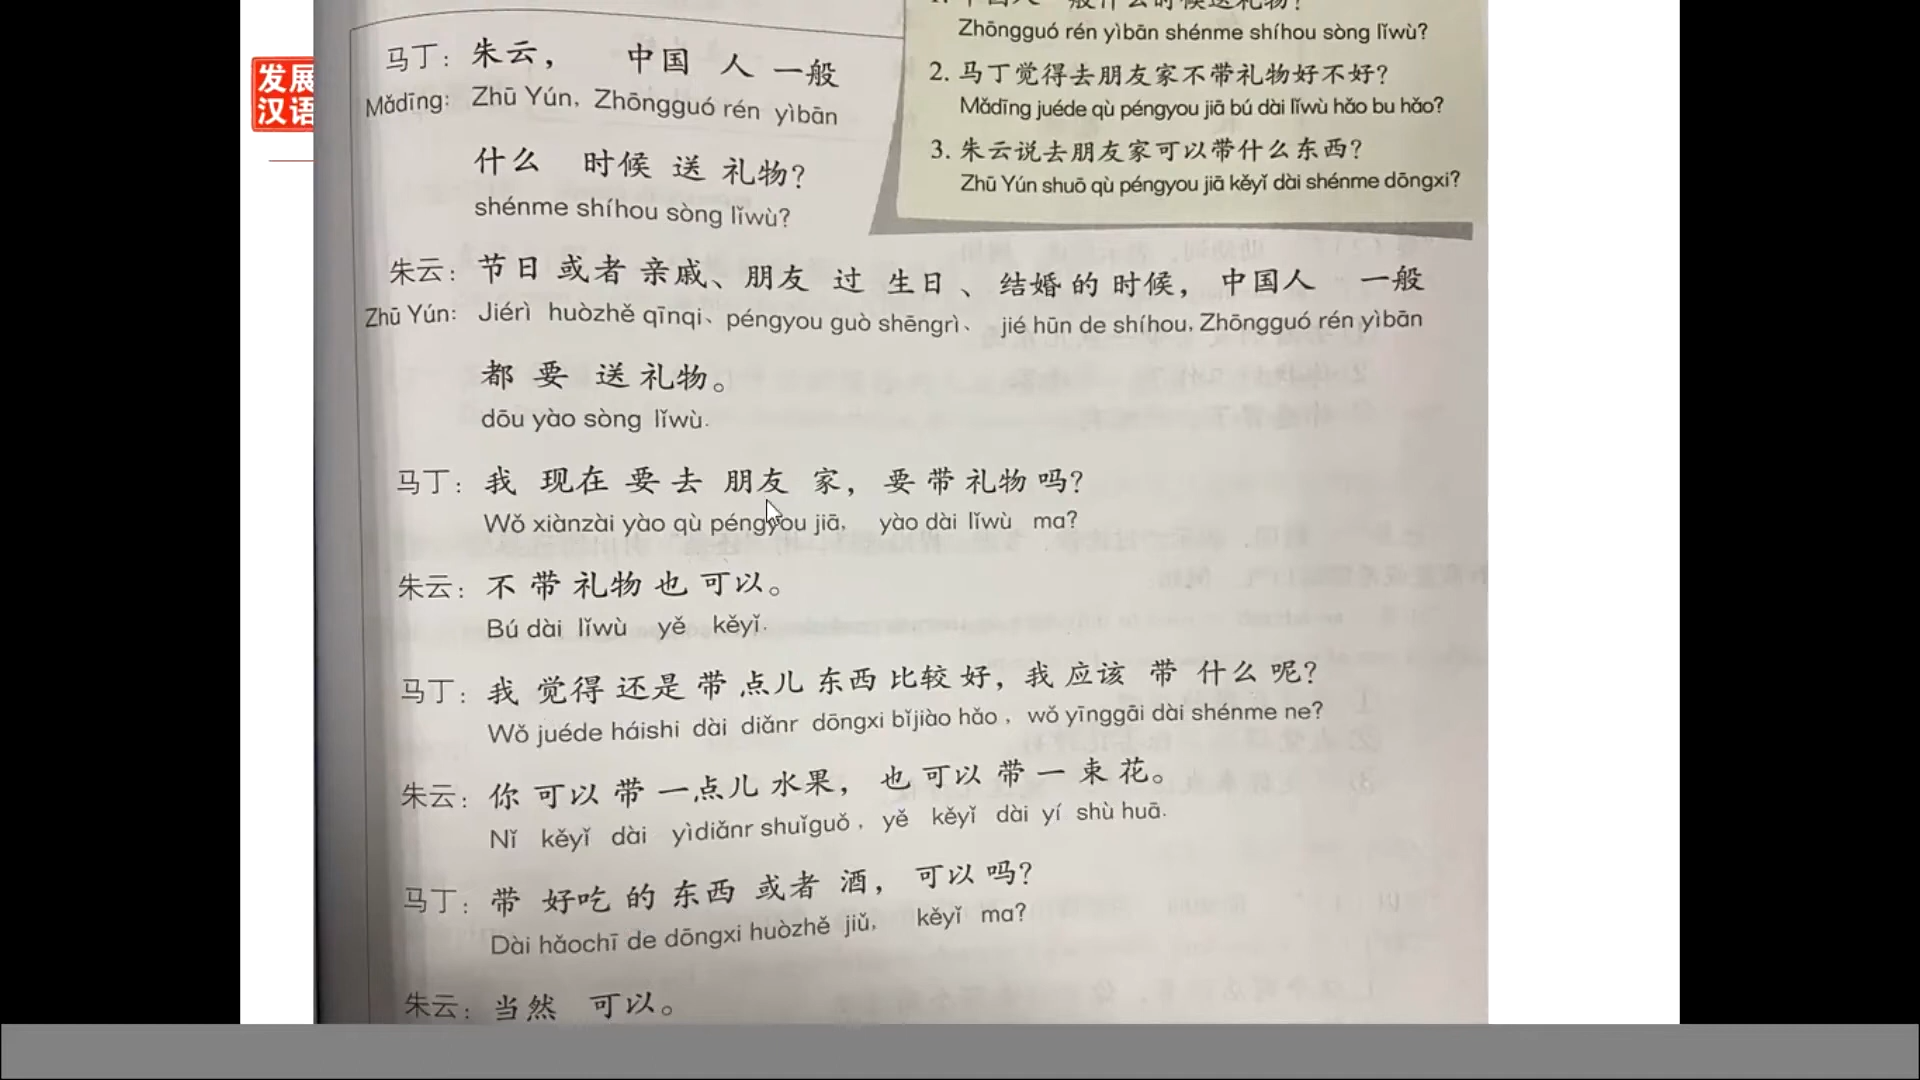 发展
汉语
马丁：朱云，中国人一般
Mǎdīng: Zhū Yún, Zhōngguó rén yìbān
什么时候送礼物？
shénme shíhou sòng lǐwù?
朱云：节日或者亲戚、朋友过生日、结婚的时候，中国人一般
Zhū Yún: Jiérì huòzhě qīnqi、péngyou guò shēngrì、jié hūn de shíhou, Zhōngguó rén yìbān
都要送礼物。
dōu yào sòng lǐwù.
马丁：我现在要去朋友家，要带礼物吗？
Wǒ xiànzài yào qù péngyou jiā, yào dài lǐwù ma?
朱云：不带礼物也可以。
Bú dài lǐwù yě kěyǐ.
马丁：我觉得还是带点儿东西比较好，我应该带什么呢？
Wǒ juéde háishi dài diǎnr dōngxi bǐjiào hǎo, wǒ yīnggāi dài shénme ne?
朱云：你可以带一点儿水果，也可以带一束花。
Nǐ kěyǐ dài yìdiǎnr shuǐguǒ, yě kěyǐ dài yí shù huā.
马丁：带好吃的东西或者酒，可以吗？
Dài hǎochī de dōngxi huòzhě jiǔ, kěyǐ ma?
朱云：当然可以。
1. 中国人一般什么时候送礼物？
Zhōngguó rén yìbān shénme shíhou sòng lǐwù?
2. 马丁觉得去朋友家不带礼物好不好？
Mǎdīng juéde qù péngyou jiā bú dài lǐwù hǎo bu hǎo?
3. 朱云说去朋友家可以带什么东西？
Zhū Yún shuō qù péngyou jiā kěyǐ dài shénme dōngxi?